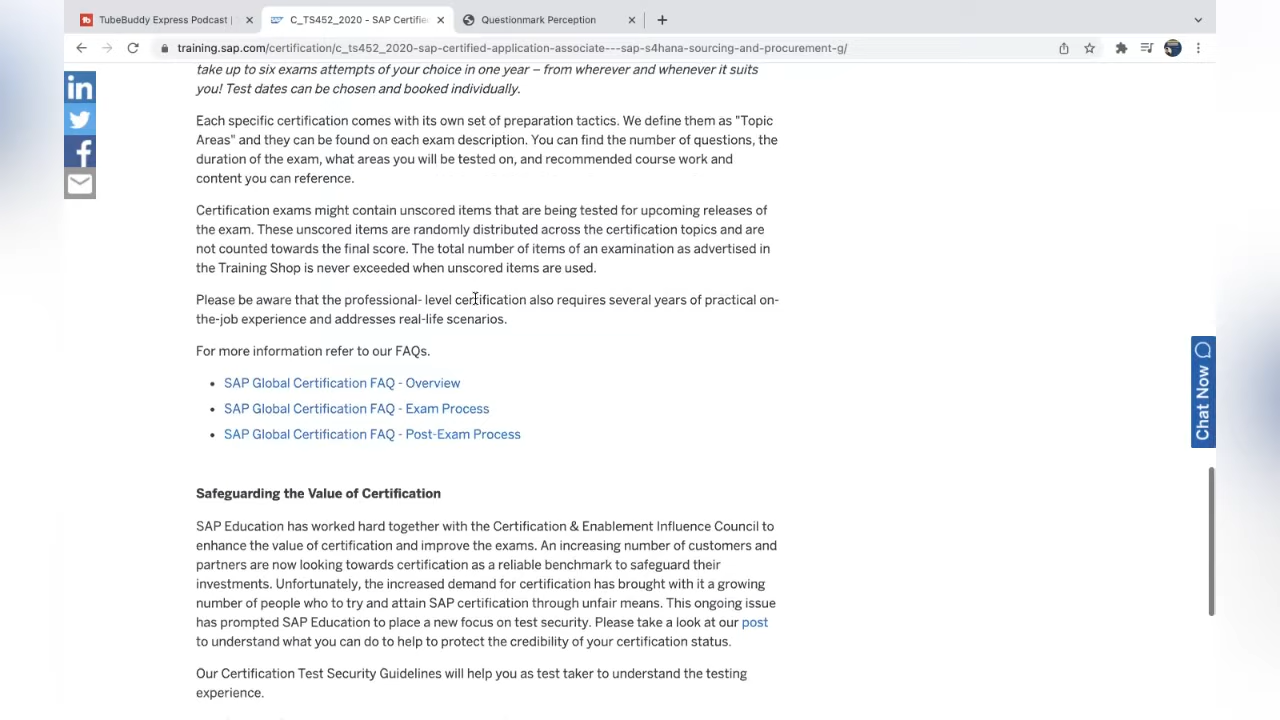 TubeBuddy Express Podcast |
C_TS452_2020 - SAP Certifie
Questionmark Perception
training.sap.com/certification/c_ts452_2020-sap-certified-application-associate---sap-s4hana-sourcing-and-procurement-g/
take up to six exams attempts of your choice in one year – from wherever and whenever it suits
you! Test dates can be chosen and booked individually.
Each specific certification comes with its own set of preparation tactics. We define them as "Topic
Areas" and they can be found on each exam description. You can find the number of questions, the
duration of the exam, what areas you will be tested on, and recommended course work and
content you can reference.
Certification exams might contain unscored items that are being tested for upcoming releases of
the exam. These unscored items are randomly distributed across the certification topics and are
not counted towards the final score. The total number of items of an examination as advertised in
the Training Shop is never exceeded when unscored items are used.
Please be aware that the professional- level certification also requires several years of practical on-
the-job experience and addresses real-life scenarios.
For more information refer to our FAQs.
SAP Global Certification FAQ - Overview
SAP Global Certification FAQ - Exam Process
SAP Global Certification FAQ - Post-Exam Process
Chat Now
Safeguarding the Value of Certification
SAP Education has worked hard together with the Certification & Enablement Influence Council to
enhance the value of certification and improve the exams. An increasing number of customers and
partners are now looking towards certification as a reliable benchmark to safeguard their
investments. Unfortunately, the increased demand for certification has brought with it a growing
number of people who to try and attain SAP certification through unfair means. This ongoing issue
has prompted SAP Education to place a new focus on test security. Please take a look at our post
to understand what you can do to help to protect the credibility of your certification status.
Our Certification Test Security Guidelines will help you as test taker to understand the testing
experience.